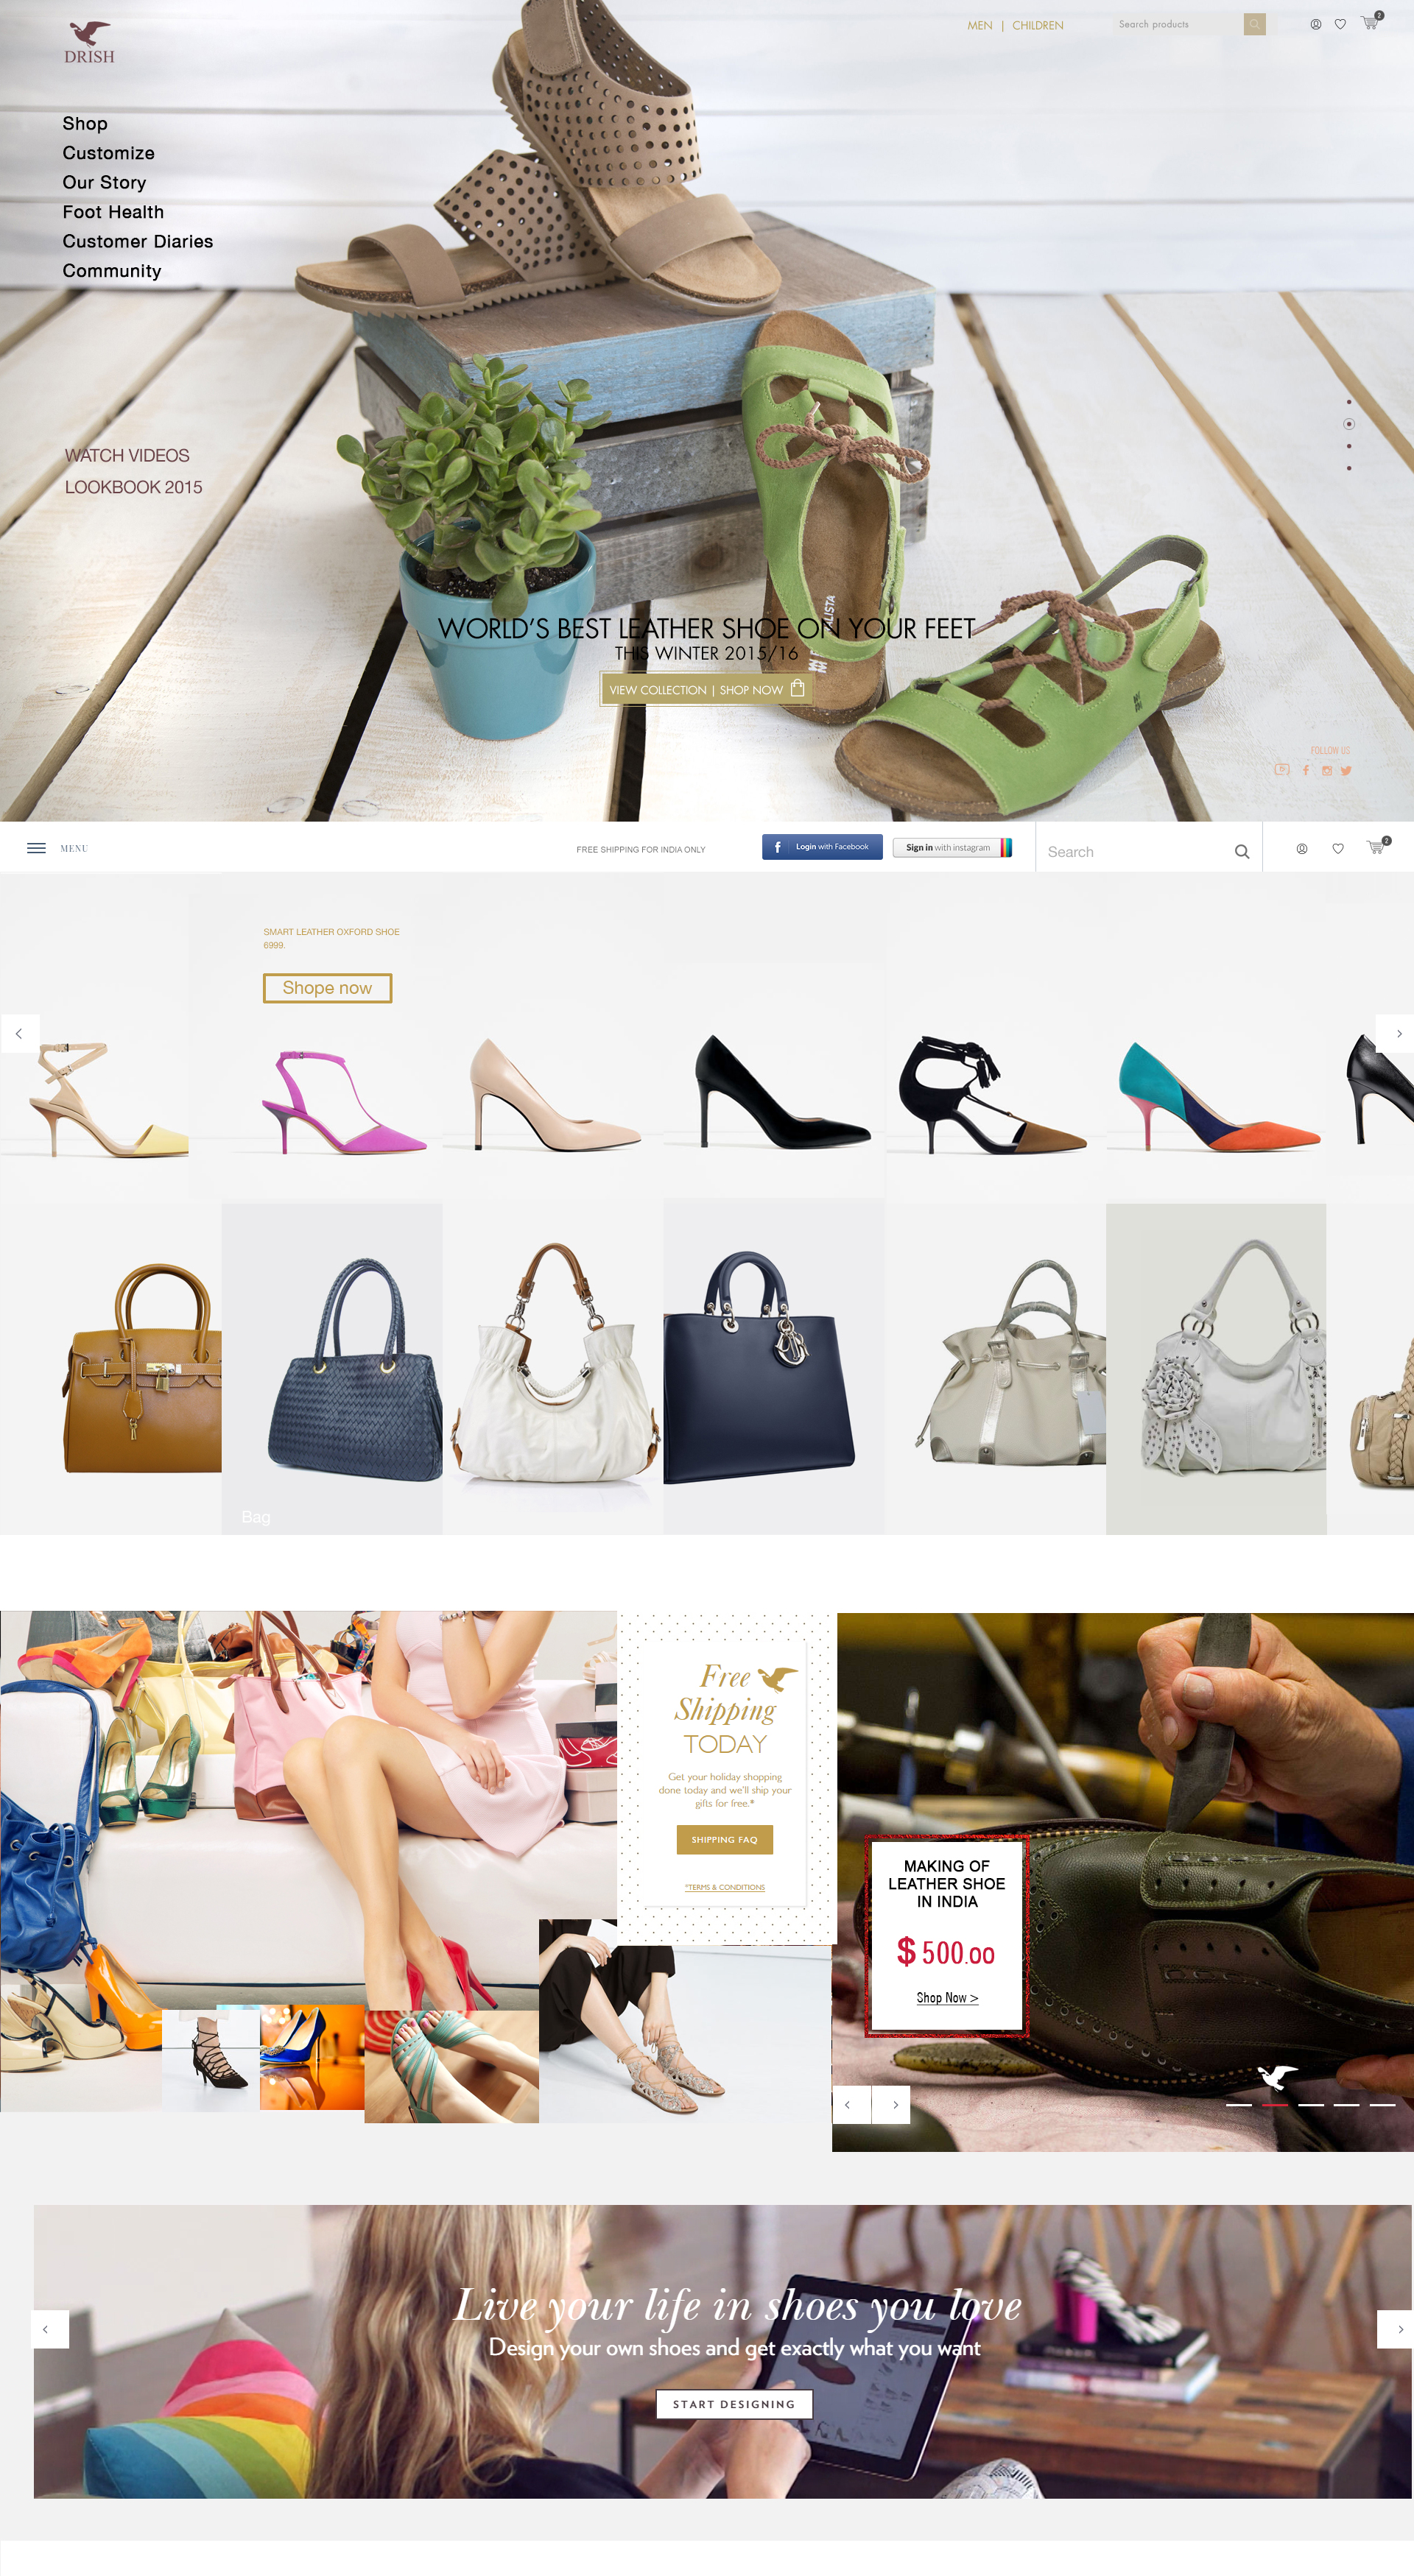 DRISH
MEN | CHILDREN
Search products
2
Shop
Customize
Our Story
Foot Health
Customer Diaries
Community
WATCH VIDEOS
LOOKBOOK 2015
WORLD'S BEST LEATHER SHOE ON YOUR FEET
THIS WINTER 2015/16
VIEW COLLECTION | SHOP NOW
FOLLOW US
MENU
FREE SHIPPING FOR INDIA ONLY
Login with Facebook
Sign in with instagram
Search
2
SMART LEATHER OXFORD SHOE
6999.
Shope now
Bag
Free
Shipping
TODAY
Get your holiday shopping
done today and we'll ship your
gifts for free.*
SHIPPING FAQ
*TERMS & CONDITIONS
MAKING OF
LEATHER SHOE
IN INDIA
$ 500.00
Shop Now >
Live your life in shoes you love
Design your own shoes and get exactly what you want
START DESIGNING